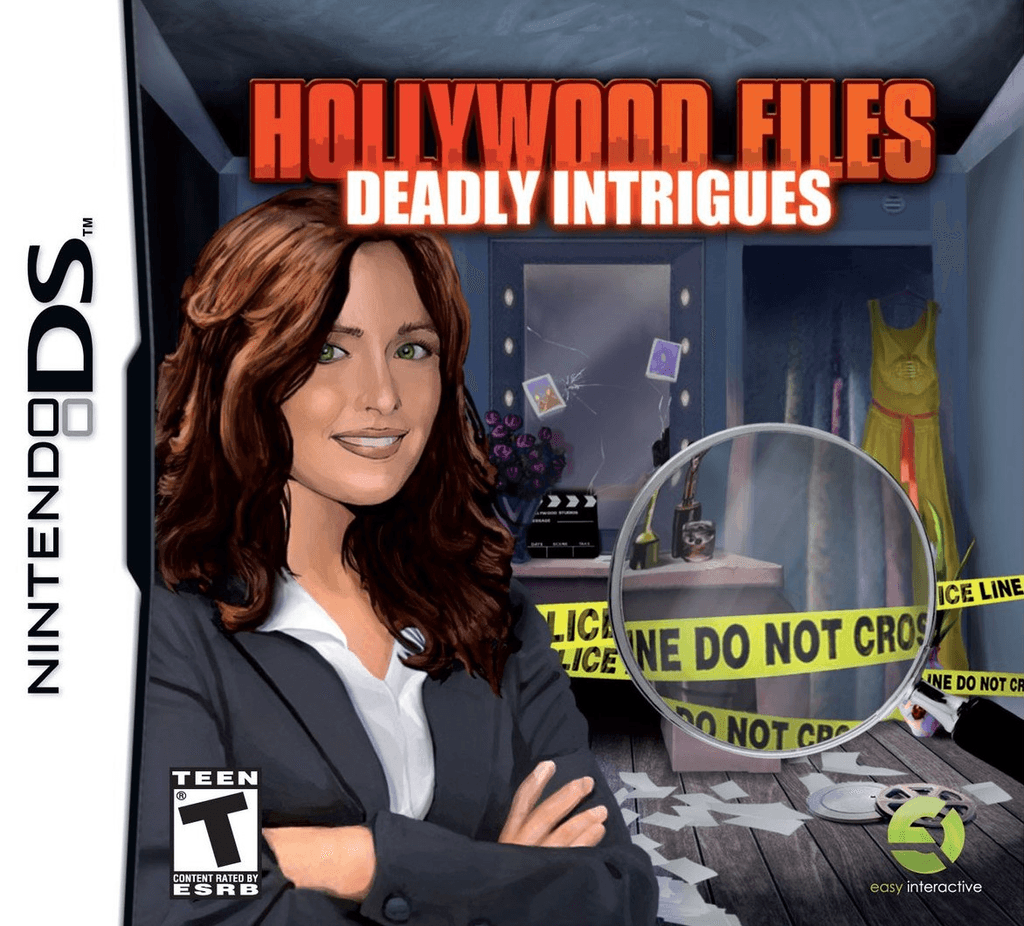 HOLLYWOOD FILES
DEADLY INTRIGUES
NINTENDO DS™
LICE
LICE
NE DO NOT CROS
DO NOT CRO
ICE LINE
INE DO NOT CR
TEEN
®
T
CONTENT RATED BY
ESRB
easy interactive